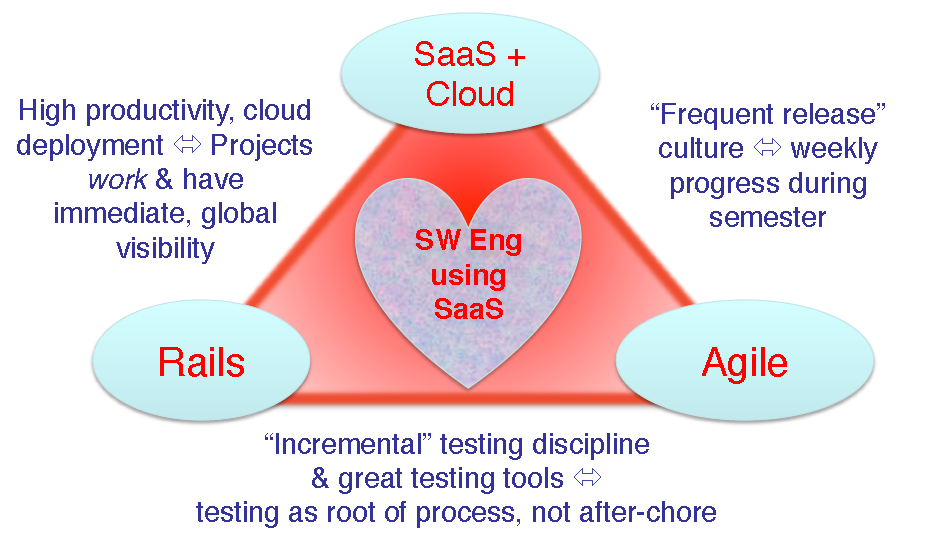 SaaS +
Cloud
High productivity, cloud
deployment ⬄ Projects
work & have
immediate, global
visibility
“Frequent release”
culture ⬄ weekly
progress during
semester
SW Eng
using
SaaS
Rails
Agile
“Incremental” testing discipline
& great testing tools ⬄
testing as root of process, not after-chore